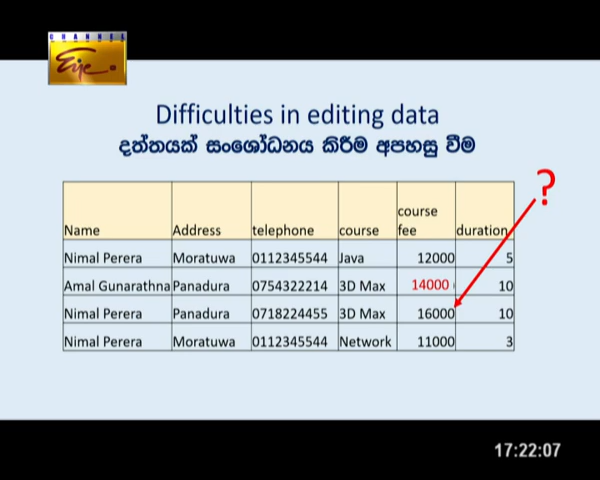 CHANNEL
Eye
Difficulties in editing data
දත්තයක් සංශෝධනය කිරීම අපහසු වීම
?
Name Address telephone course course fee duration
Nimal Perera Moratuwa 0112345544 Java 12000 5
Amal Gunarathna Panadura 0754322214 3D Max 14000 10
Nimal Perera Panadura 0718224455 3D Max 16000 10
Nimal Perera Moratuwa 0112345544 Network 11000 3
17:22:07